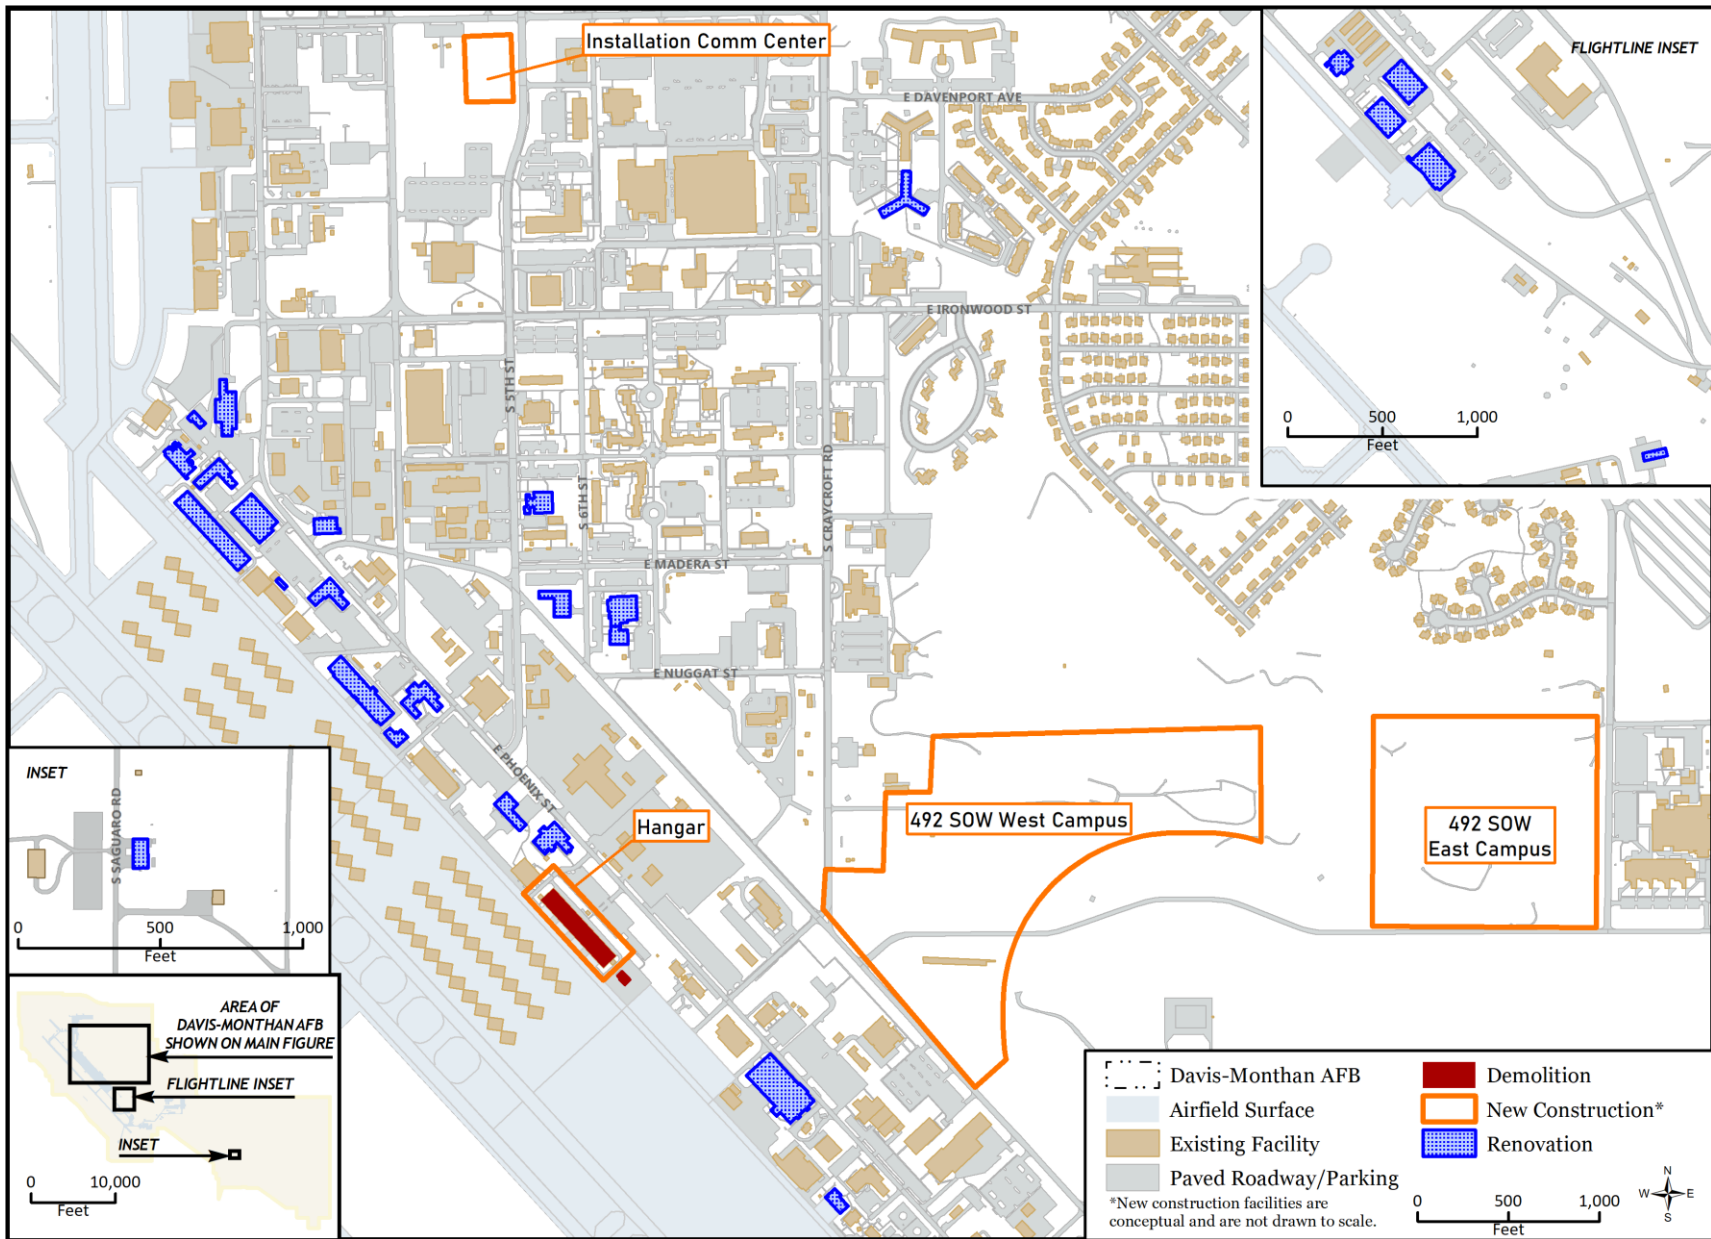 Installation Comm Center
FLIGHTLINE INSET
E DAVENPORT AVE
E IRONWOOD ST
S 5TH ST
S CRAYCROFT RD
S 6TH ST
E MADERA ST
E NUGGAT ST
E PHOENIX ST
0 500 1,000
Feet
Hangar
492 SOW West Campus
492 SOW
East Campus
INSET
S SAGUARO RD
0 500 1,000
Feet
AREA OF
DAVIS-MONTHAN AFB
SHOWN ON MAIN FIGURE
FLIGHTLINE INSET
INSET
0 10,000
Feet
Davis-Monthan AFB
Airfield Surface
Existing Facility
Paved Roadway/Parking
*New construction facilities are
conceptual and are not drawn to scale.
Demolition
New Construction*
Renovation
N
W E
S
0 500 1,000
Feet